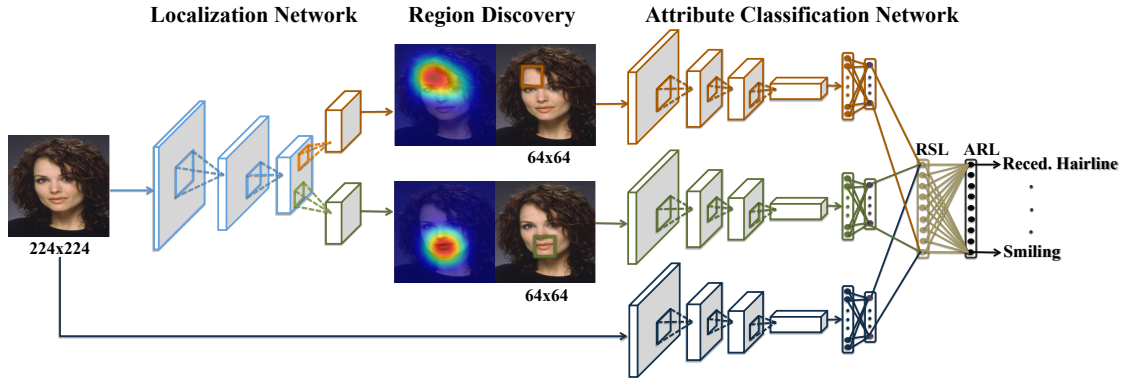 Localization Network
Region Discovery
Attribute Classification Network
64x64
RSL
ARL
Reced. Hairline
224x224
Smiling
64x64